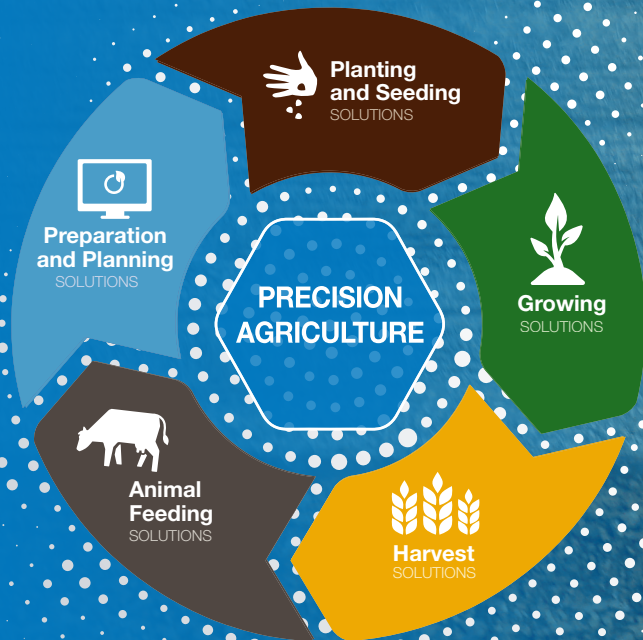 Planting
and Seeding
SOLUTIONS
Preparation
and Planning
SOLUTIONS
PRECISION
AGRICULTURE
Growing
SOLUTIONS
Animal
Feeding
SOLUTIONS
Harvest
SOLUTIONS